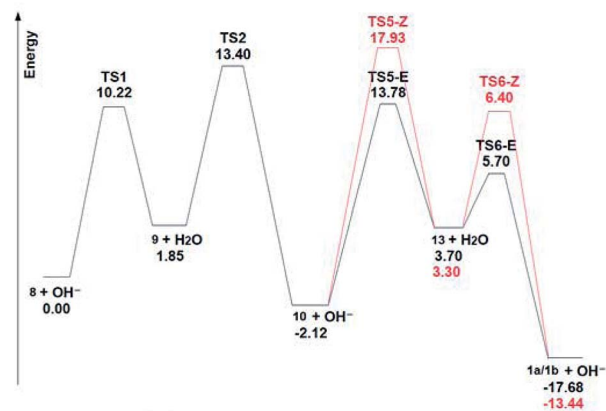 Energy
TS1
10.22
TS2
13.40
TS5-Z
17.93
TS5-E
13.78
TS6-Z
6.40
TS6-E
5.70
8 + OH⁻
0.00
9 + H2O
1.85
10 + OH⁻
-2.12
13 + H2O
3.70
3.30
1a/1b + OH⁻
-17.68
-13.44